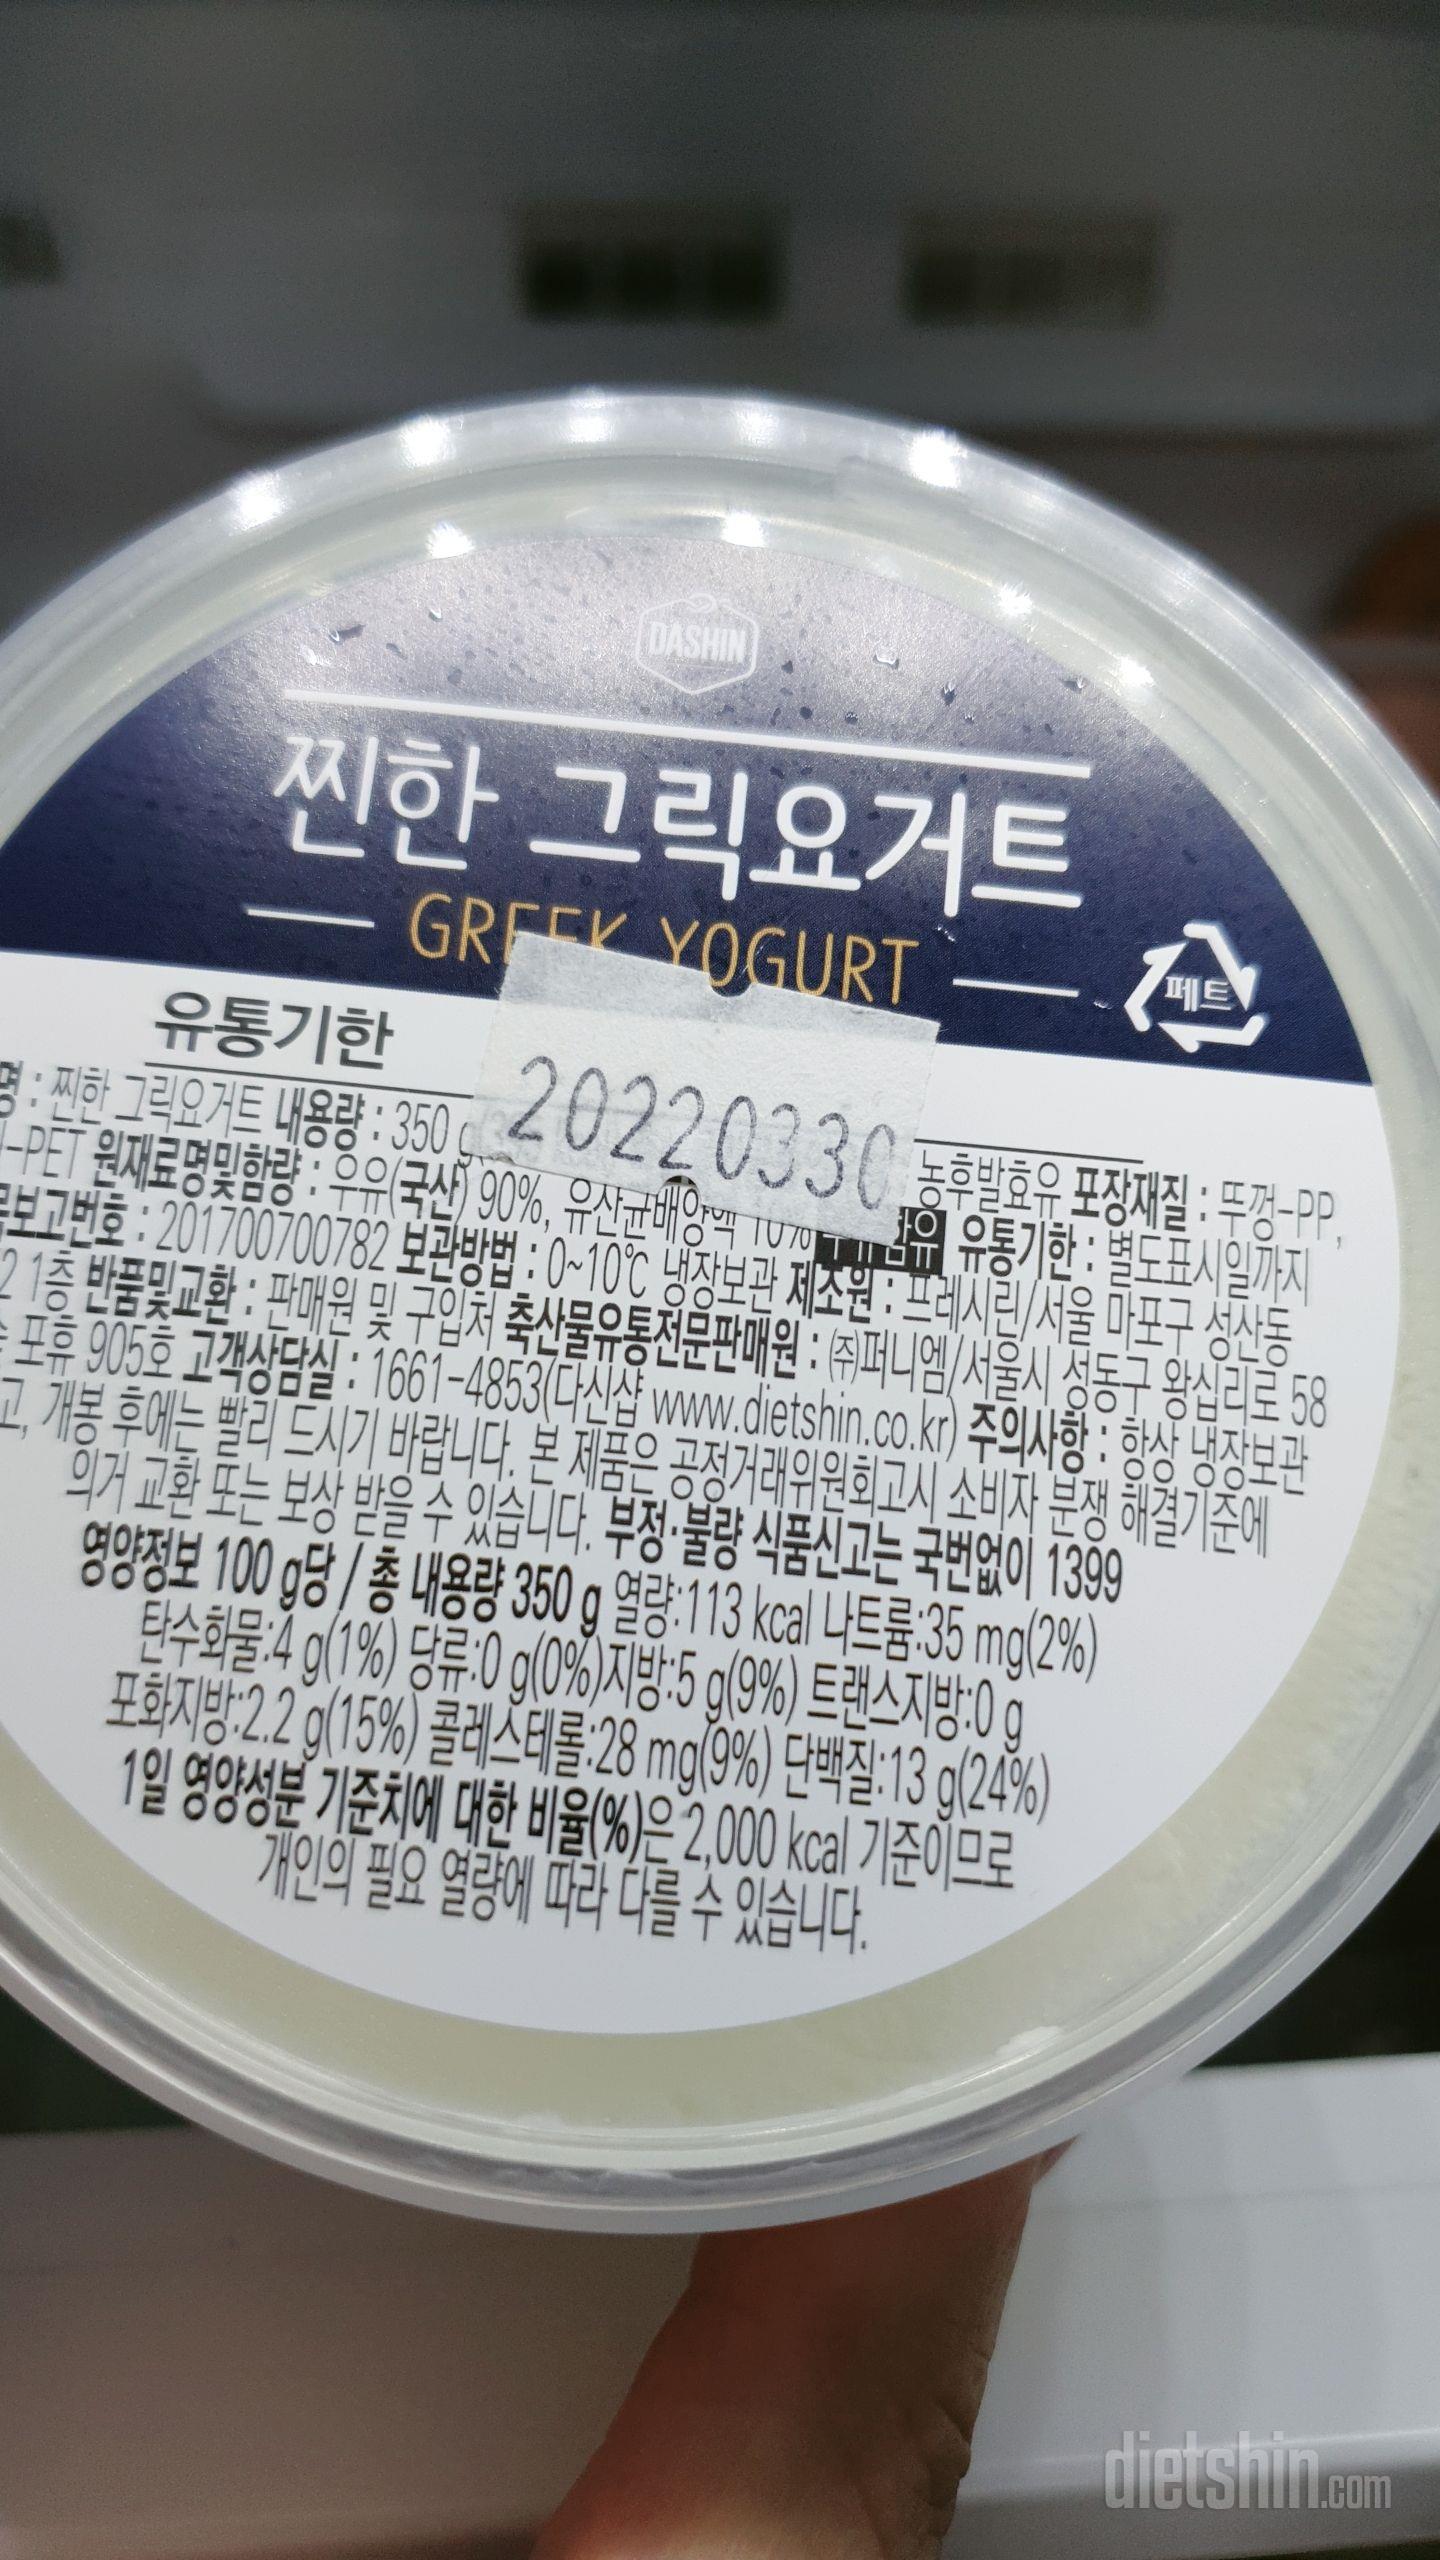 DASHIN
찐한 그릭요거트
GREEK YOGURT
페트
유통기한
20220330
명 : 찐한 그릭요거트 내용량 : 350 g 농후발효유 포장재질 : 뚜껑-PP,
-PET 원재료명및함량 : 우유(국산) 90%, 유산균배양액 10% 함유 유통기한 : 별도표시일까지
보고번호 : 201700700782 보관방법 : 0~10℃ 냉장보관 제조원 : 프레시린/서울 마포구 성산동
2 1층 반품및교환 : 판매원 및 구입처 축산물유통전문판매원 : ㈜퍼니엠/서울시 성동구 왕십리로 58
포휴 905호 고객상담실 : 1661-4853(다신샵 www.dietshin.co.kr) 주의사항 : 항상 냉장보관
고, 개봉 후에는 빨리 드시기 바랍니다. 본 제품은 공정거래위원회고시 소비자 분쟁 해결기준에
의거 교환 또는 보상 받을 수 있습니다. 부정·불량 식품신고는 국번없이 1399
영양정보 100 g당 / 총 내용량 350 g 열량:113 kcal 나트륨:35 mg(2%)
탄수화물:4 g(1%) 당류:0 g(0%)지방:5 g(9%) 트랜스지방:0 g
포화지방:2.2 g(15%) 콜레스테롤:28 mg(9%) 단백질:13 g(24%)
1일 영양성분 기준치에 대한 비율(%)은 2,000 kcal 기준이므로
개인의 필요 열량에 따라 다를 수 있습니다.
dietshin.com